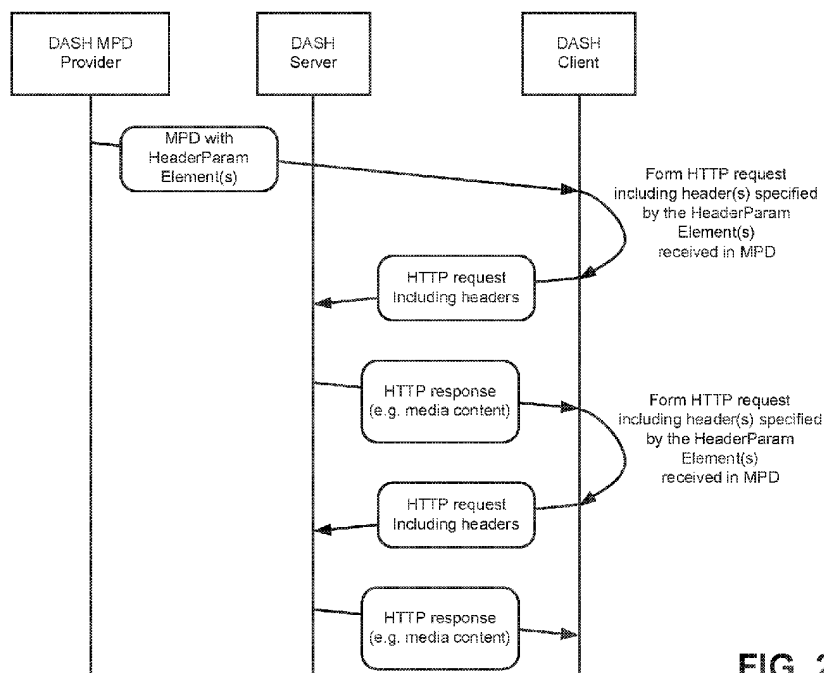 DASH MPD
Provider
DASH
Server
DASH
Client
MPD with
HeaderParam
Element(s)
Form HTTP request
including header(s) specified
by the HeaderParam
Element(s)
received in MPD
HTTP request
Including headers
HTTP response
(e.g. media content)
Form HTTP request
including header(s) specified
by the HeaderParam
Element(s)
received in MPD
HTTP request
Including headers
HTTP response
(e.g. media content)
FIG. 2